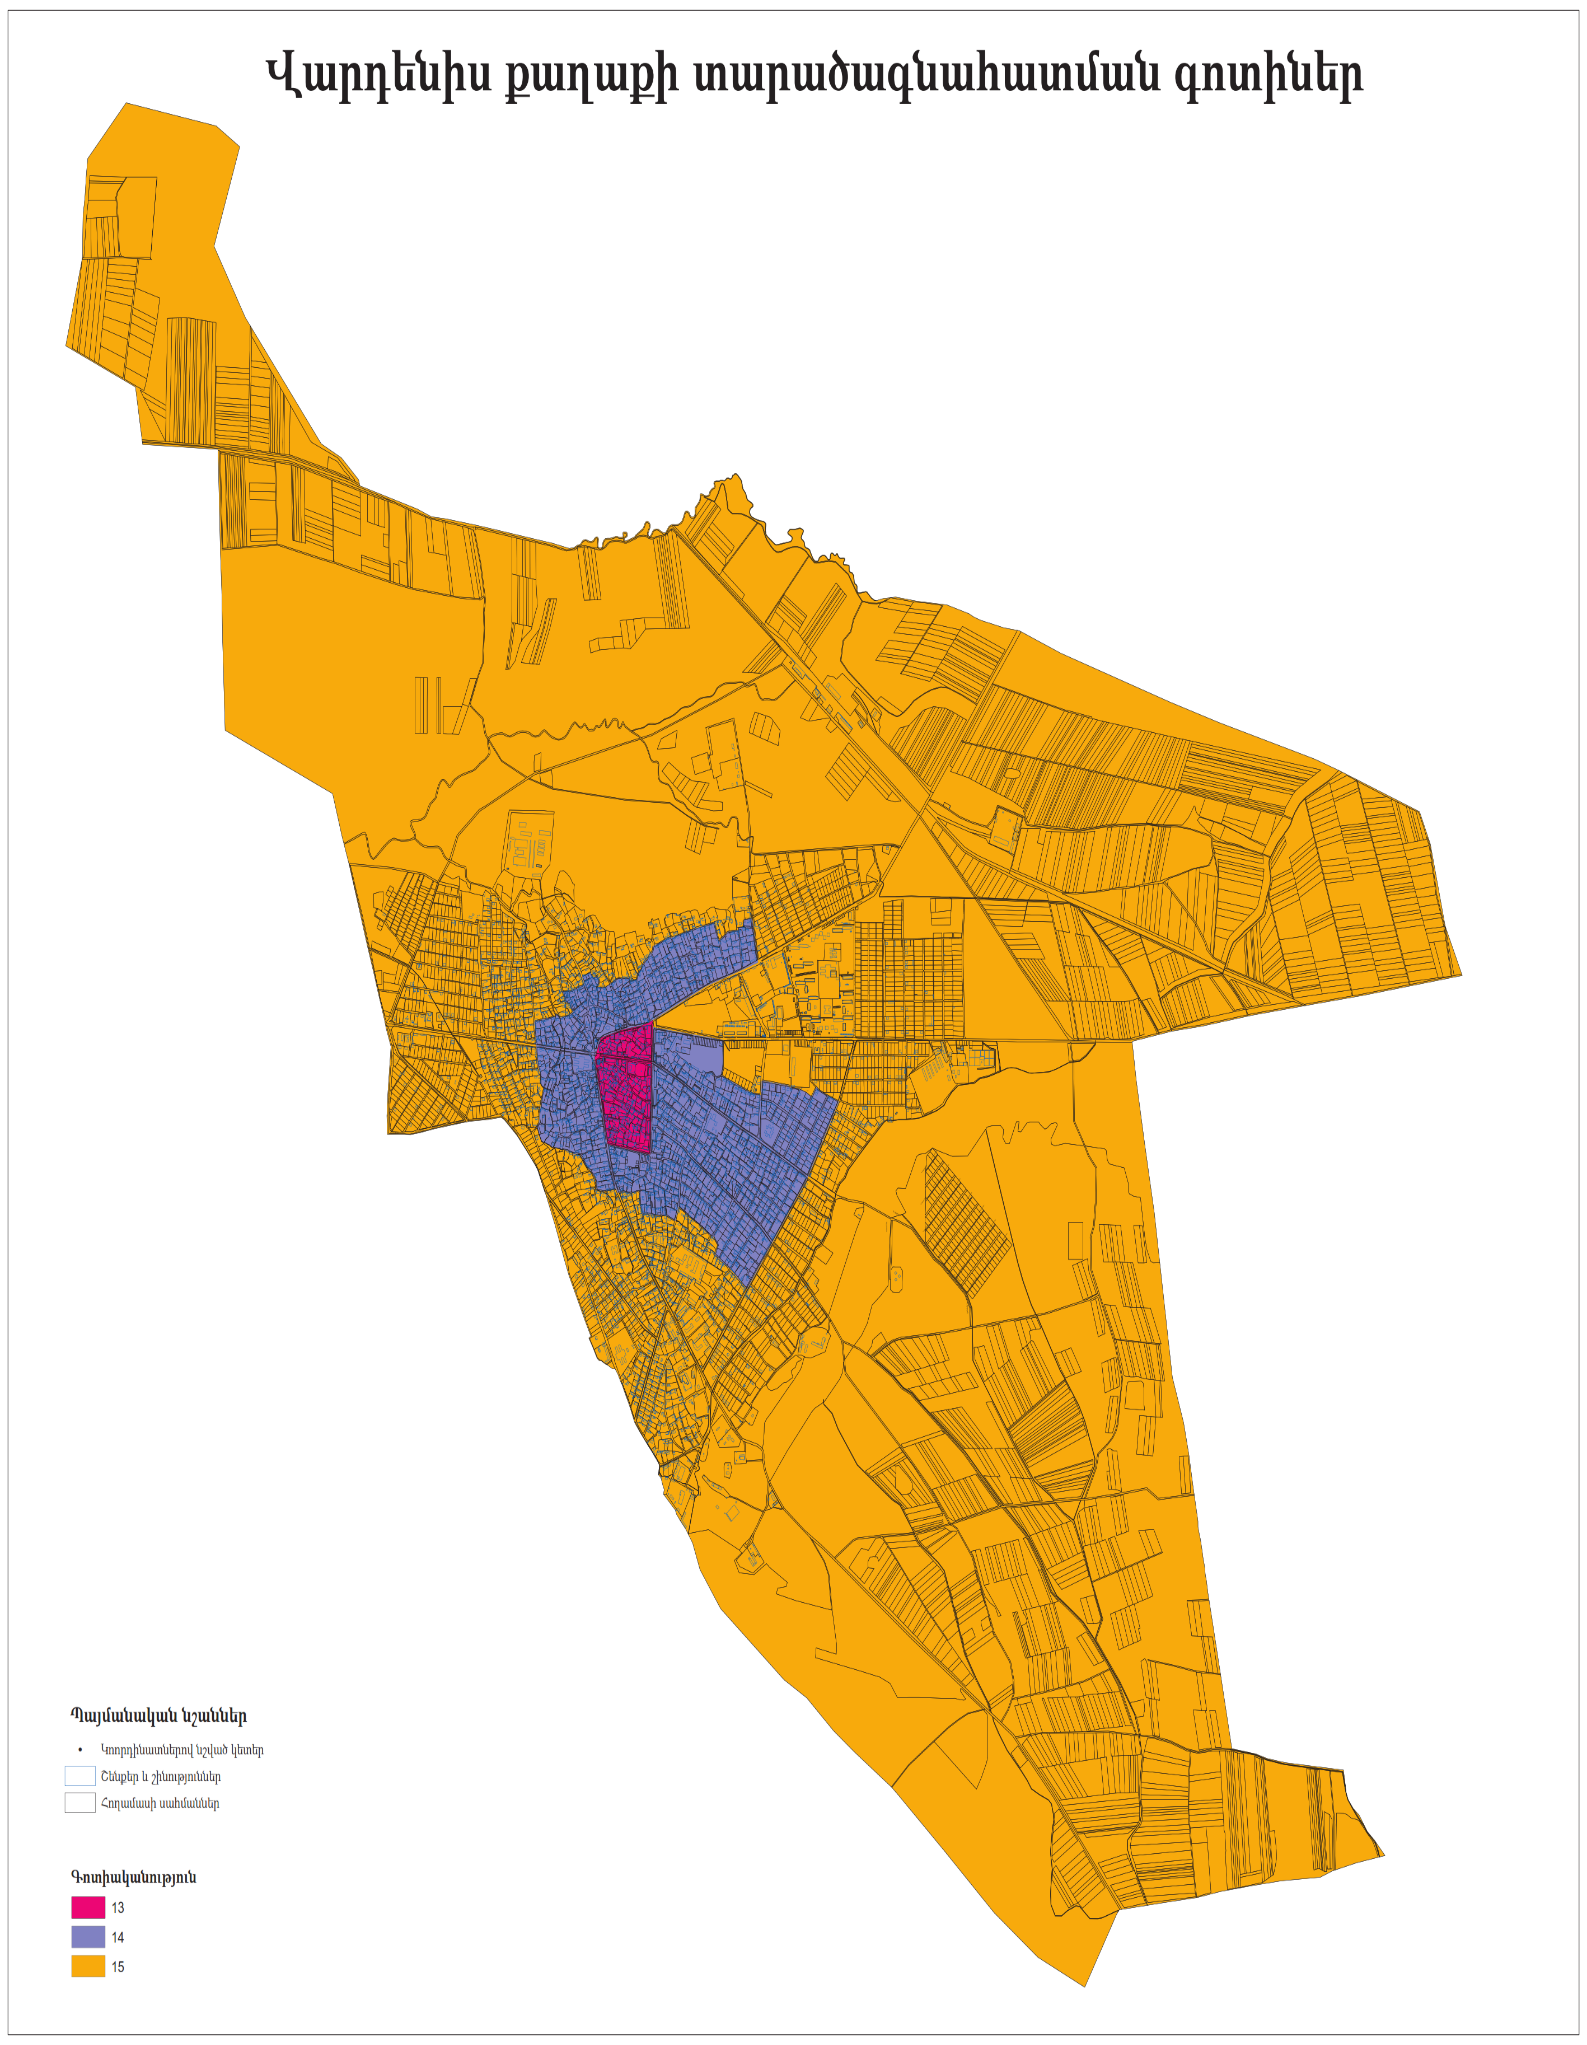 Վարդենիս քաղաքի տարածագնահատման գոտիներ
Պայմանական նշաններ
Կոորդինատներով նշված կետեր
Շենքեր և շինություններ
Հողամասի սահմաններ
Գոտիականություն
13
14
15